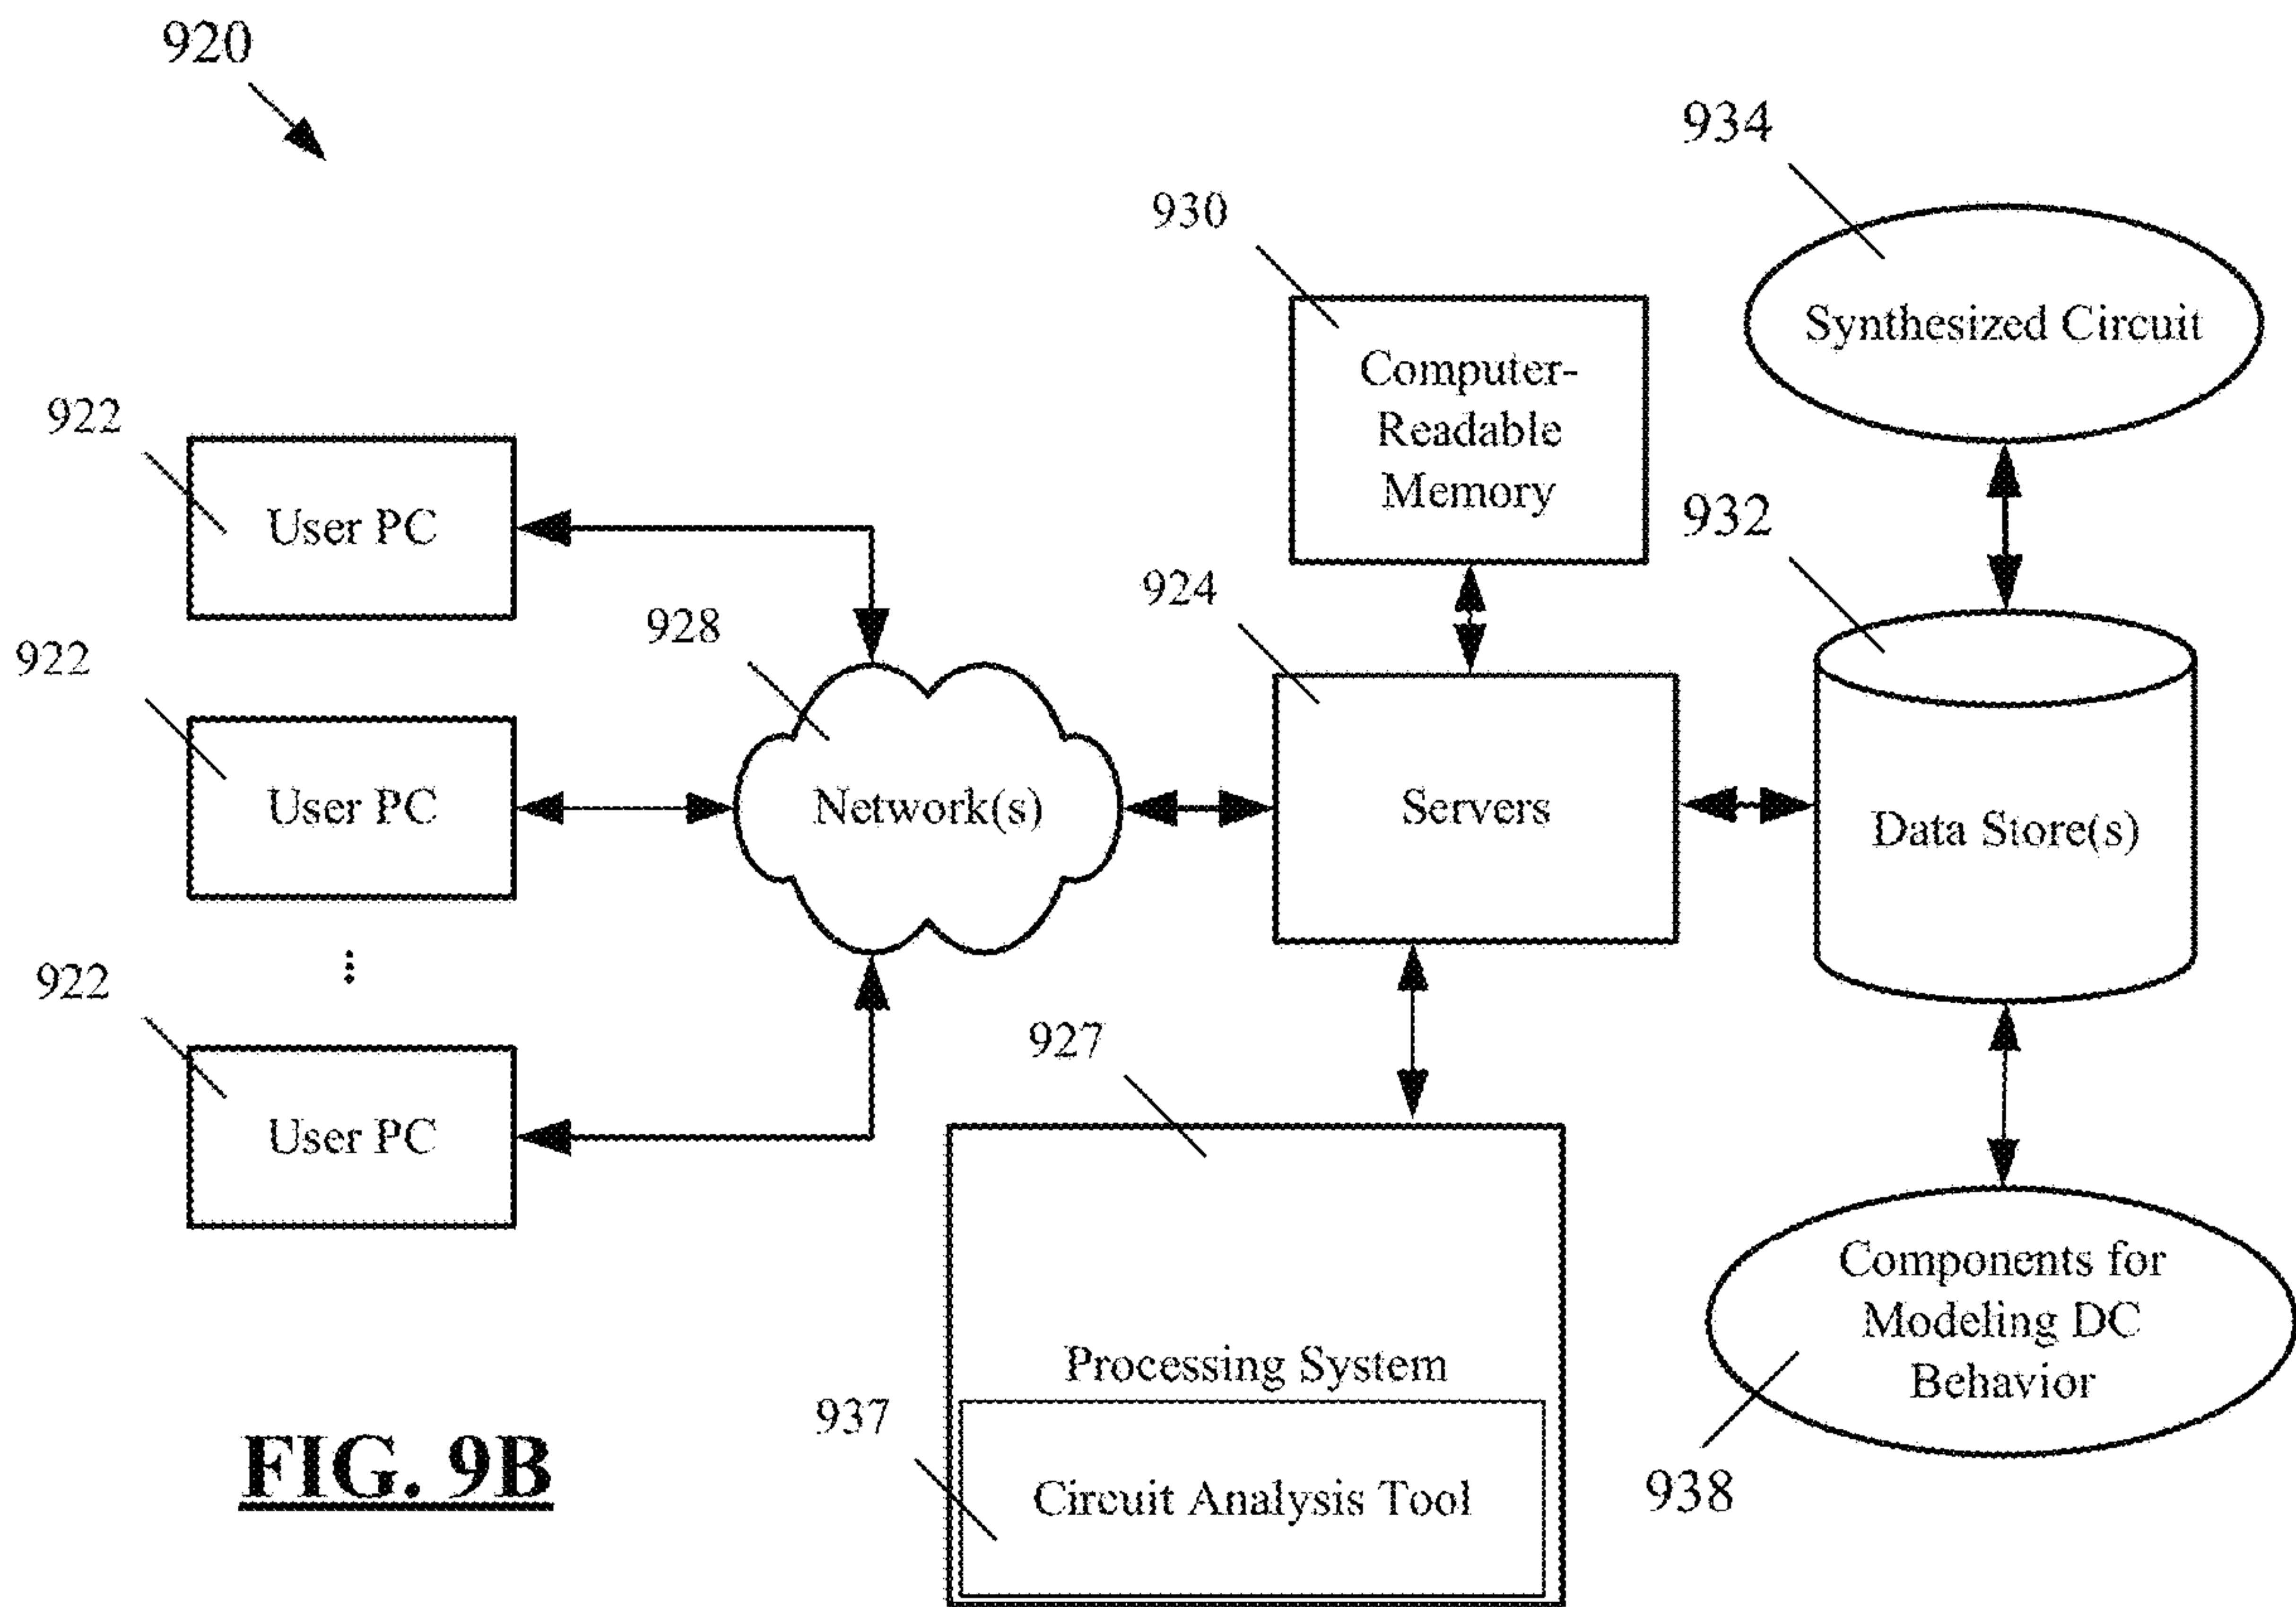 920
934
930
Synthesized Circuit
Computer-
Readable
Memory
922
User PC
932
924
928
922
User PC
Network(s)
Servers
Data Store(s)
922
User PC
927
Processing System
Components for
Modeling DC
Behavior
937
Circuit Analysis Tool
938
FIG. 9B